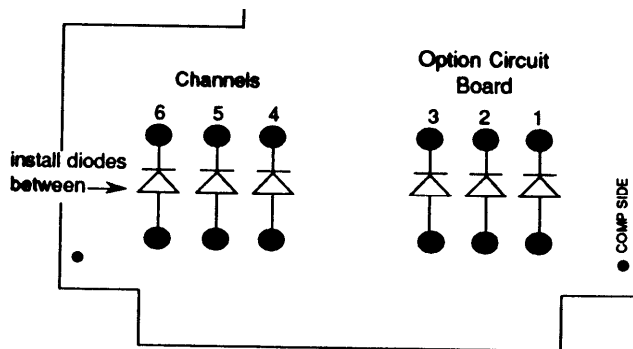 Channels
6 5 4
install diodes
between
Option Circuit
Board
3 2 1
COMP SIDE